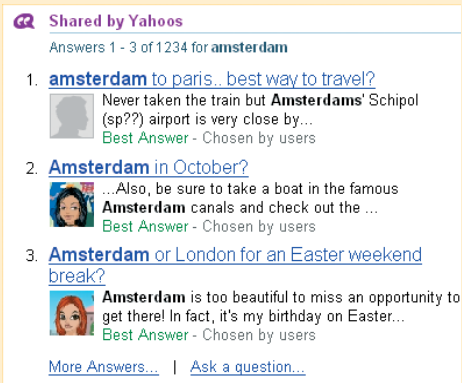 Shared by Yahoos
Answers 1 - 3 of 1234 for amsterdam
1. amsterdam to paris.. best way to travel?
Never taken the train but Amsterdams' Schipol
(sp??) airport is very close by...
Best Answer - Chosen by users
2. Amsterdam in October?
...Also, be sure to take a boat in the famous
Amsterdam canals and check out the ...
Best Answer - Chosen by users
3. Amsterdam or London for an Easter weekend
break?
Amsterdam is too beautiful to miss an opportunity to
get there! In fact, it's my birthday on Easter...
Best Answer - Chosen by users
More Answers... | Ask a question...